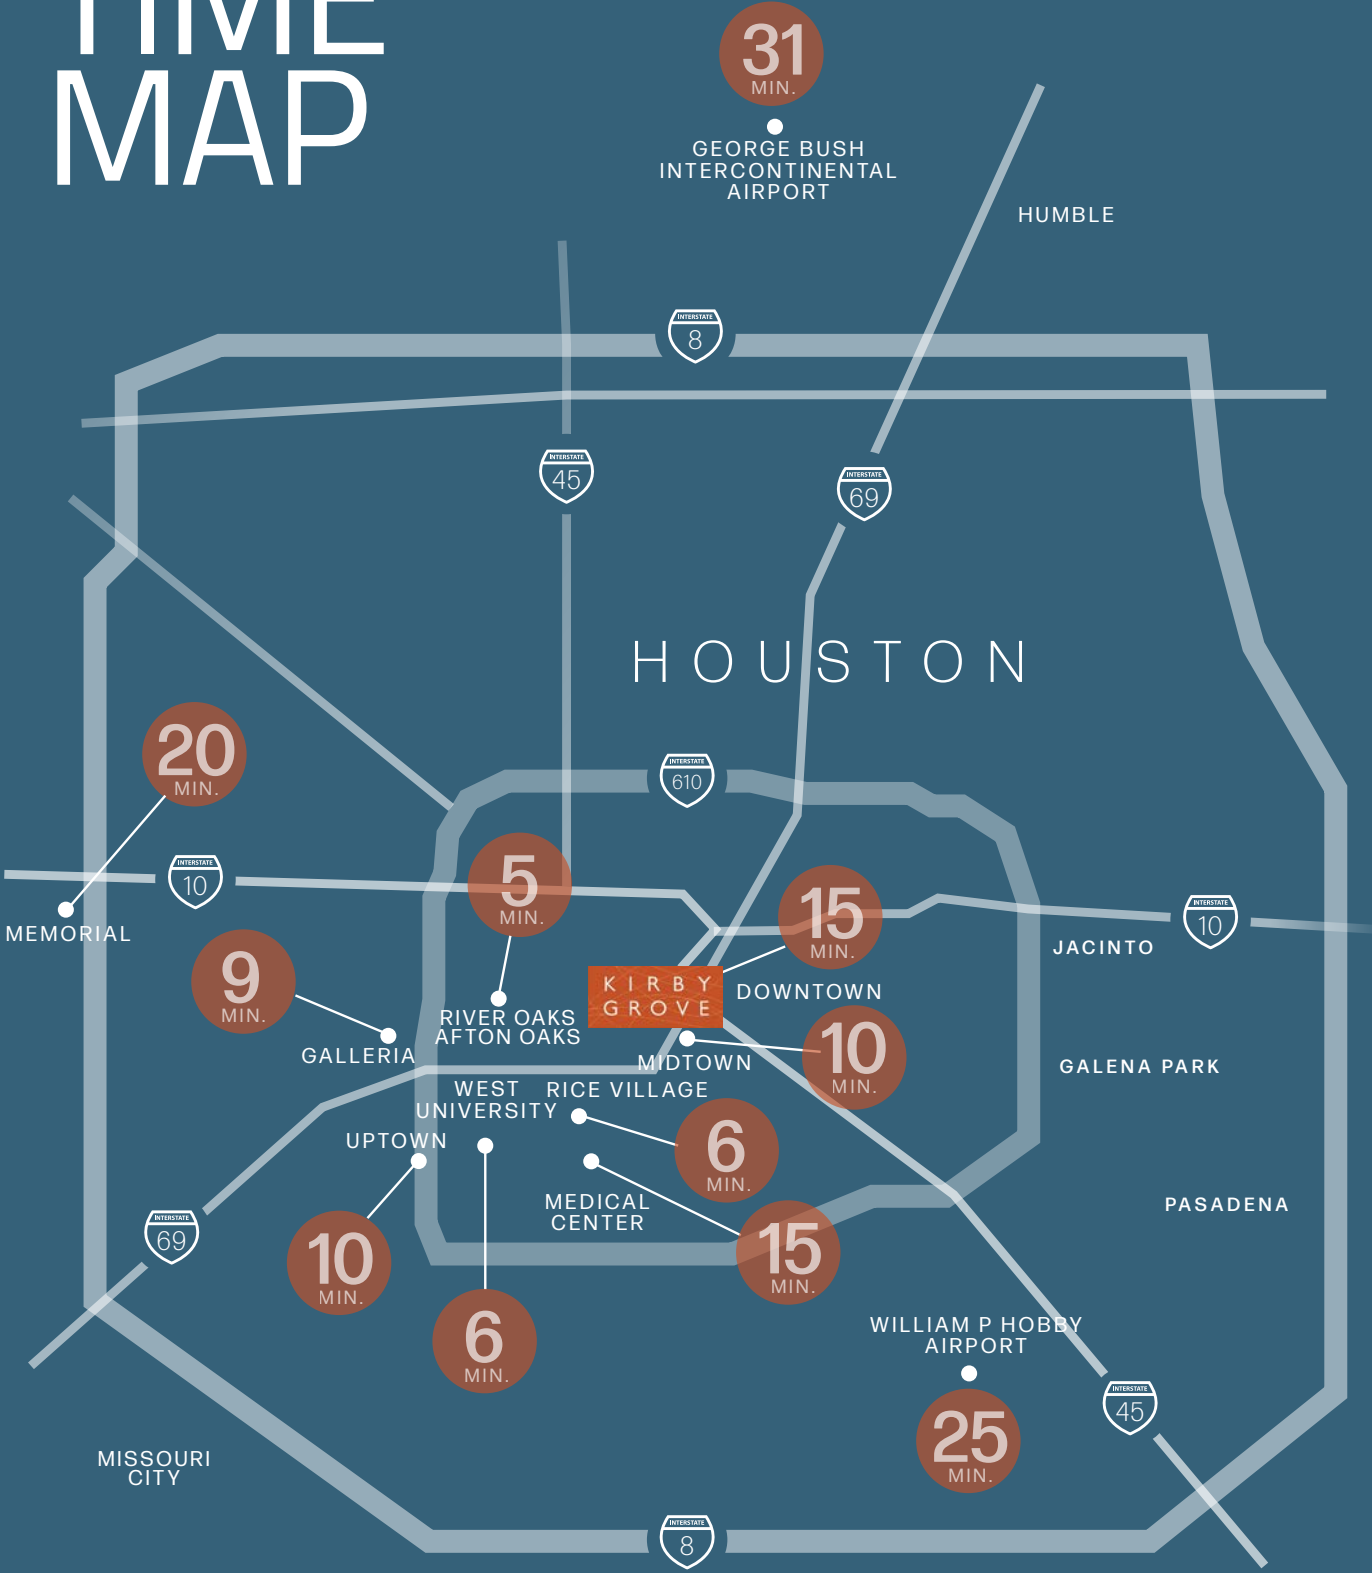 TIME
MAP
31
MIN.
GEORGE BUSH
INTERCONTINENTAL
AIRPORT
HUMBLE
INTERSTATE
8
INTERSTATE
45
INTERSTATE
69
HOUSTON
20
MIN.
INTERSTATE
610
INTERSTATE
10
5
MIN.
15
MIN.
INTERSTATE
10
MEMORIAL
JACINTO
9
MIN.
KIRBY
GROVE
DOWNTOWN
RIVER OAKS
AFTON OAKS
GALLERIA
MIDTOWN
10
MIN.
GALENA PARK
WEST
UNIVERSITY
RICE VILLAGE
UPTOWN
6
MIN.
MEDICAL
CENTER
PASADENA
INTERSTATE
69
10
MIN.
15
MIN.
6
MIN.
WILLIAM P HOBBY
AIRPORT
INTERSTATE
45
25
MIN.
MISSOURI
CITY
INTERSTATE
8